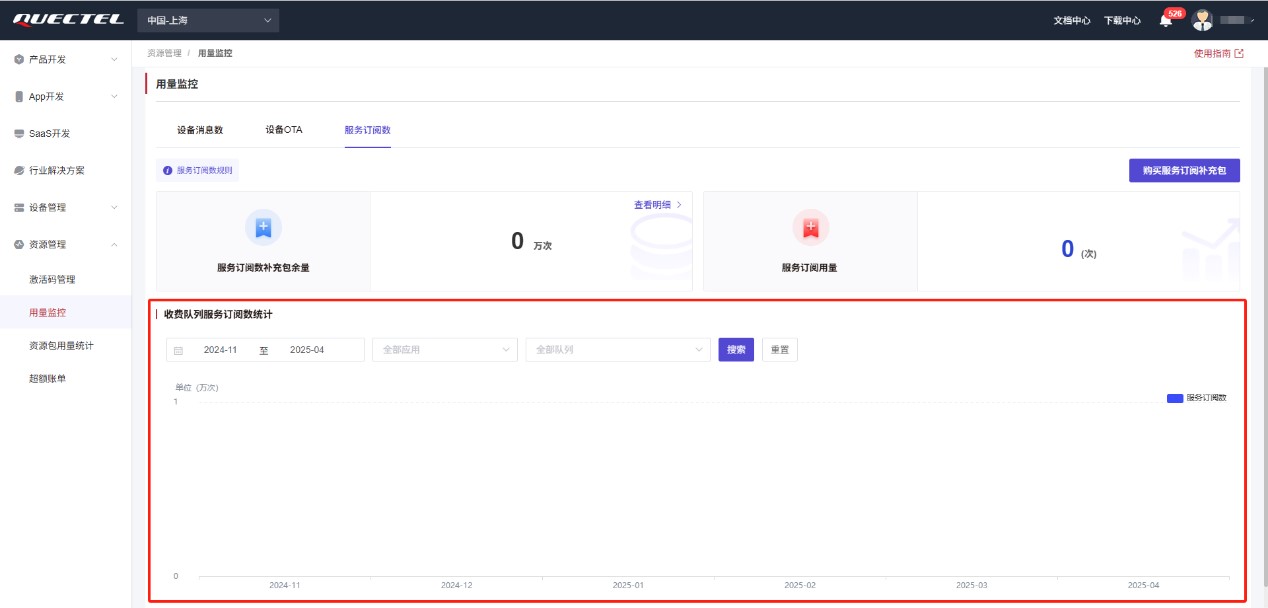 QUECTEL
中国-上海
文档中心
下载中心
526
产品开发
App开发
SaaS开发
行业解决方案
设备管理
资源管理
激活码管理
用量监控
资源包用量统计
超额账单
资源管理 / 用量监控
使用指南
用量监控
设备消息数
设备OTA
服务订阅数
服务订阅数规则
购买服务订阅补充包
服务订阅数补充包余量
查看明细
0 万次
服务订阅用量
0 (次)
收费队列服务订阅数统计
2024-11 至 2025-04
全部应用
全部队列
搜索
重置
单位 (万次)
服务订阅数
1
0
2024-11
2024-12
2025-01
2025-02
2025-03
2025-04